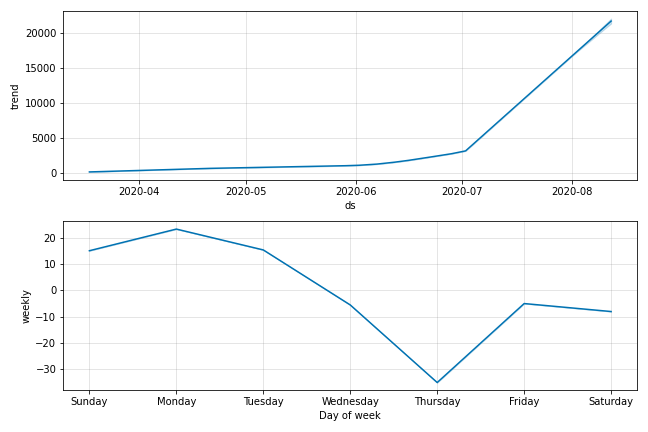 20000
15000
10000
5000
0
trend
2020-04 2020-05 2020-06 2020-07 2020-08
ds
20
10
0
−10
−20
−30
weekly
Sunday Monday Tuesday Wednesday Thursday Friday Saturday
Day of week